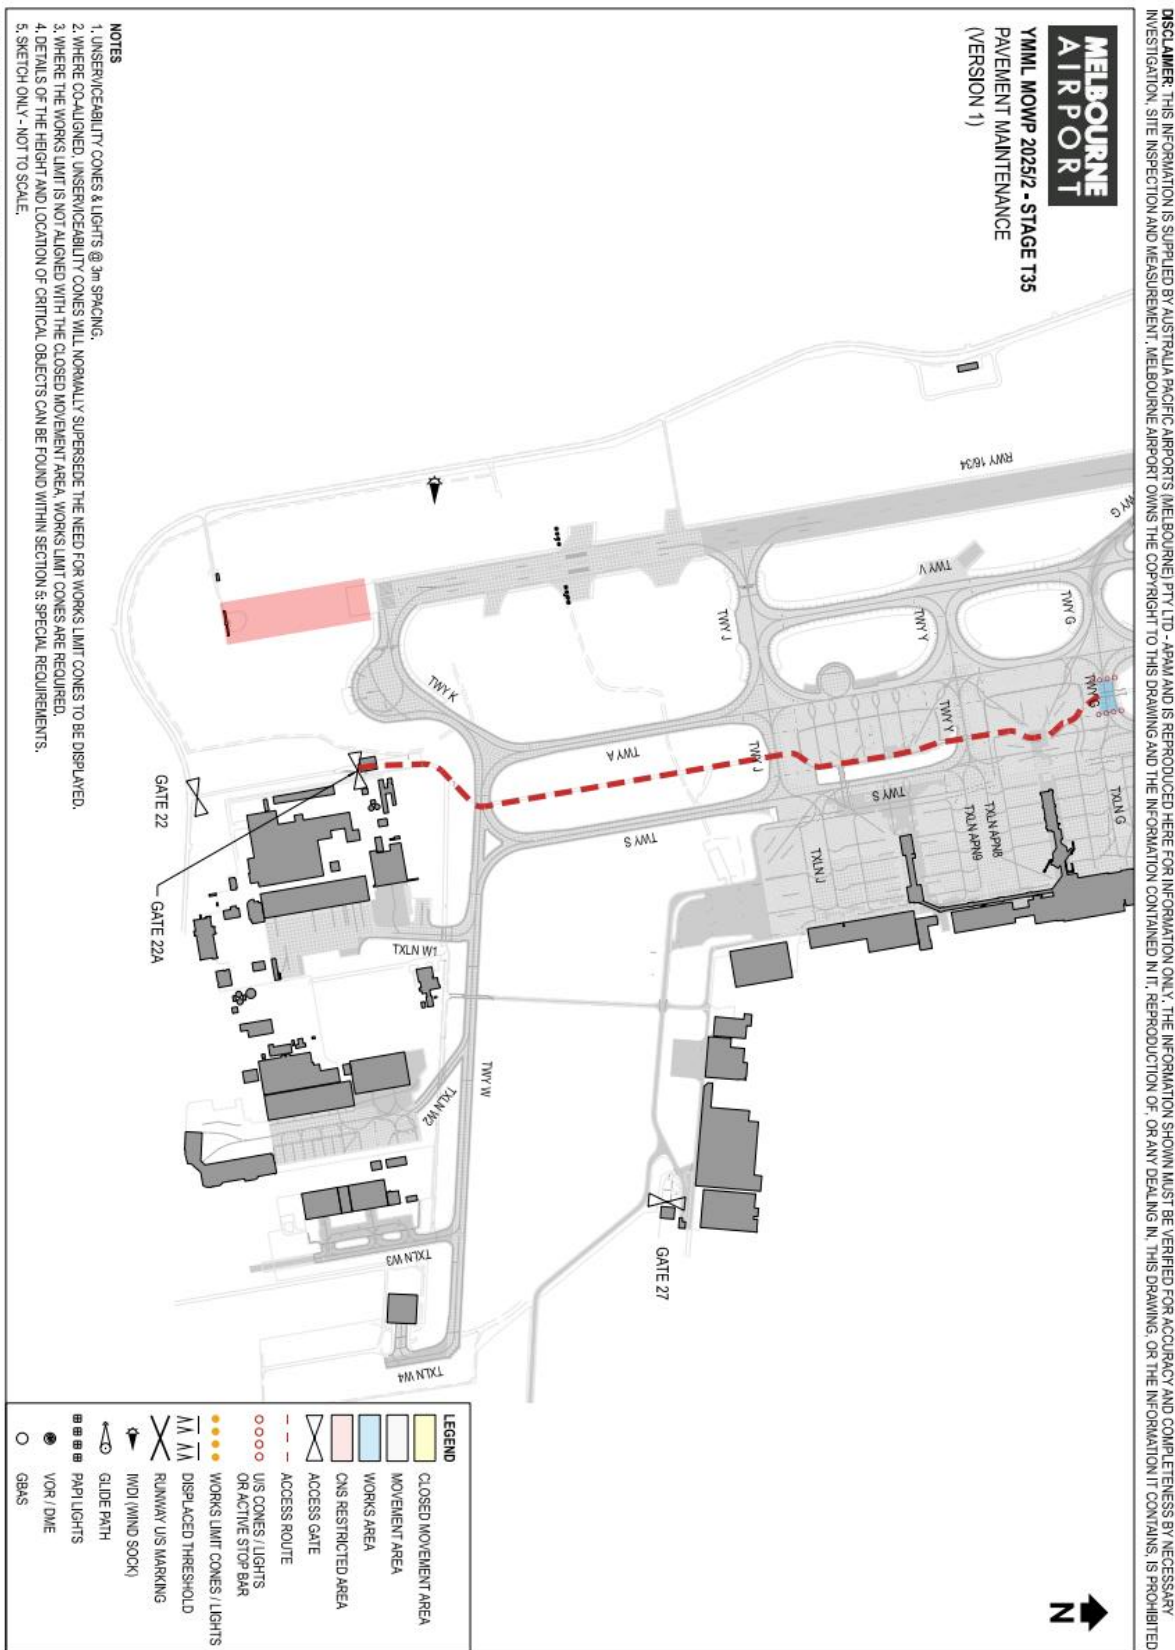 DISCLAIMER: THIS INFORMATION IS SUPPLIED BY AUSTRALIA PACIFIC AIRPORTS (MELBOURNE) PTY LTD - APAM AND IS REPRODUCED HERE FOR INFORMATION ONLY. THE INFORMATION SHOWN MUST BE VERIFIED FOR ACCURACY AND COMPLETENESS BY NECESSARY
INVESTIGATION, SITE INSPECTION AND MEASUREMENT. MELBOURNE AIRPORT OWNS THE COPYRIGHT TO THIS DRAWING AND THE INFORMATION CONTAINED IN IT. REPRODUCTION OF, OR ANY DEALING IN, THIS DRAWING, OR THE INFORMATION IT CONTAINS, IS PROHIBITED
MELBOURNE
AIRPORT
YMML MOWP 2025/2 - STAGE T35
PAVEMENT MAINTENANCE
(VERSION 1)
N
RWY 16/34
TWY G
TWY V
TWY G
TWY G
TWY Y
TWY Y
TWY J
TWY J
TWY K
TWY A
TWY S
TWY S
TXLN G
TXLN APN8
TXLN APN9
TXLN J
TXLN W1
TWY W
TXLN W2
TXLN W3
TXLN W4
GATE 22
GATE 22A
GATE 27
NOTES
1. UNSERVICEABILITY CONES & LIGHTS @ 3m SPACING.
2. WHERE CO-ALIGNED, UNSERVICEABILITY CONES WILL NORMALLY SUPERSEDE THE NEED FOR WORKS LIMIT CONES TO BE DISPLAYED.
3. WHERE THE WORKS LIMIT IS NOT ALIGNED WITH THE CLOSED MOVEMENT AREA, WORKS LIMIT CONES ARE REQUIRED.
4. DETAILS OF THE HEIGHT AND LOCATION OF CRITICAL OBJECTS CAN BE FOUND WITHIN SECTION 5: SPECIAL REQUIREMENTS.
5. SKETCH ONLY - NOT TO SCALE.
LEGEND
CLOSED MOVEMENT AREA
MOVEMENT AREA
WORKS AREA
CNS RESTRICTED AREA
ACCESS GATE
ACCESS ROUTE
U/S CONES / LIGHTS
OR ACTIVE STOP BAR
WORKS LIMIT CONES / LIGHTS
DISPLACED THRESHOLD
RUNWAY U/S MARKING
IWDI (WIND SOCK)
GLIDE PATH
PAPI LIGHTS
VOR / DME
GBAS